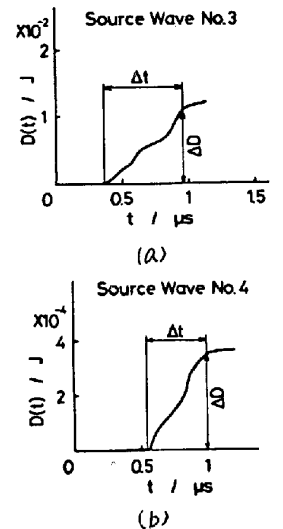 Source Wave No.3
X10⁻²
2
1
D(t) / J
Δt
ΔD
0
0.5
1
1.5
t / μs
(a)
Source Wave No.4
X10⁻⁴
4
2
D(t) / J
Δt
ΔD
0
0.5
1
t / μs
(b)